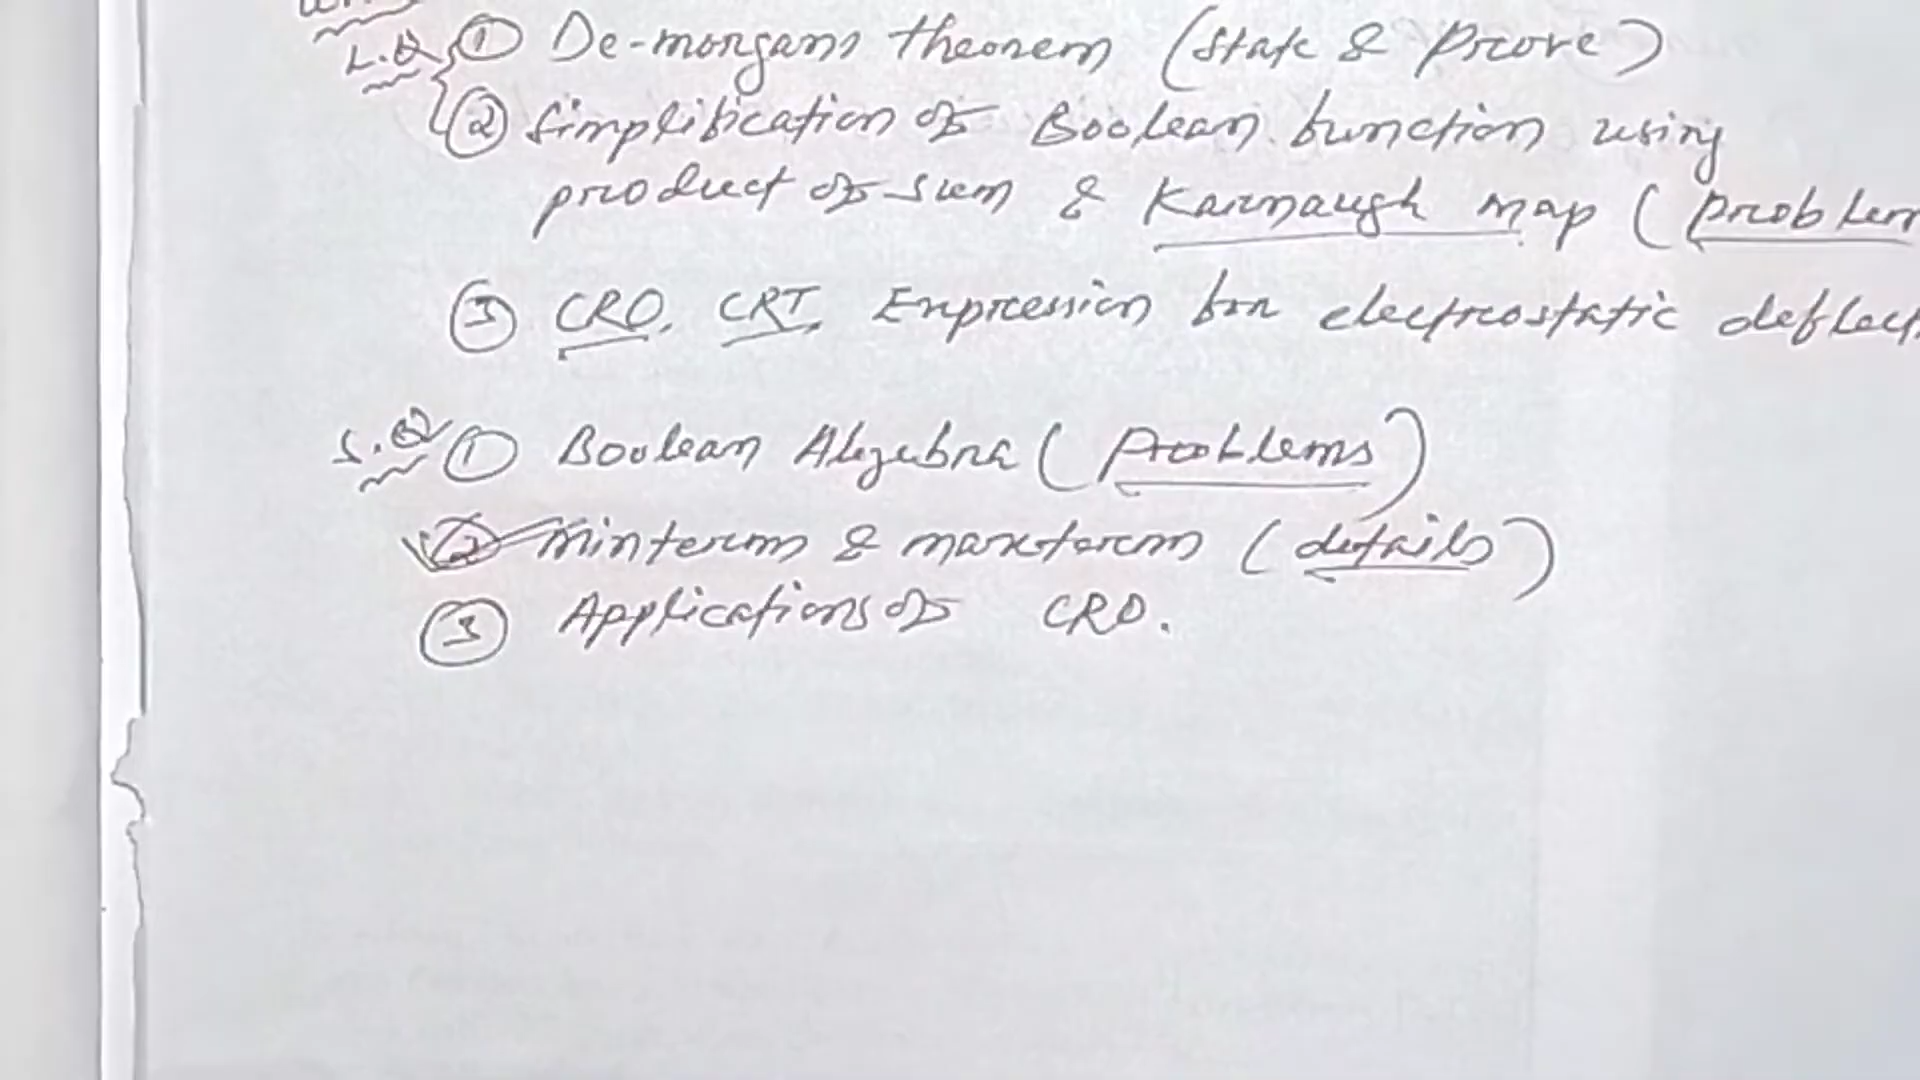 L.Q ① De-morgans theorem (state & Prove)
② Simplification of Boolean function using
product of sum & Karnaugh map (problem
③ CRO, CRT, Expression for electrostatic deflect
S.Q ① Boolean Algebra (Problems)
② Minterm & maxterm (details)
③ Applications of CRO.